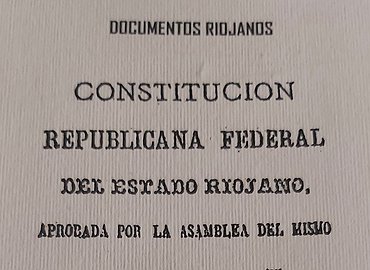 DOCUMENTOS RIOJANOS
CONSTITUCION
REPUBLICANA FEDERAL
DEL ESTADO RIOJANO,
APROBADA POR LA ASAMBLEA DEL MISMO